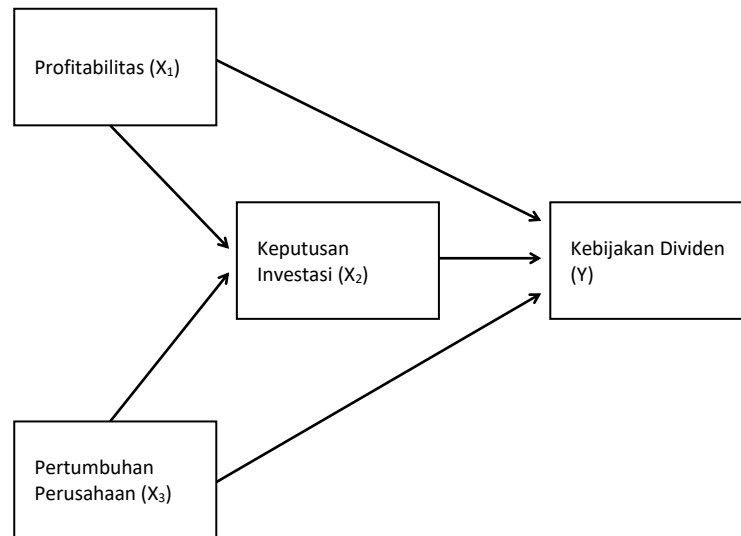 Profitabilitas (X₁)
Keputusan
Investasi (X₂)
Kebijakan Dividen
(Y)
Pertumbuhan
Perusahaan (X₃)